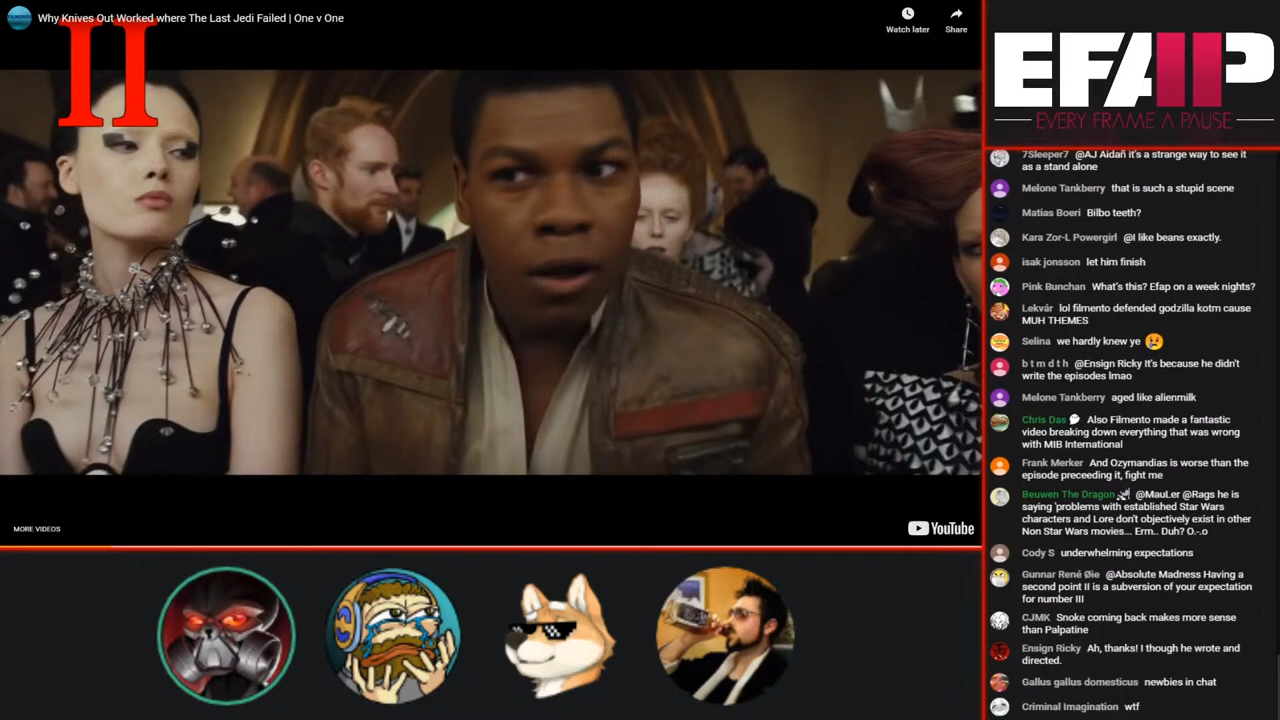 Why Knives Out Worked where The Last Jedi Failed | One v One
Watch later
Share
II
MORE VIDEOS
YouTube
EFAIIP
EVERY FRAME A PAUSE
7Sleeper7 @AJ Aidañ it's a strange way to see it
as a stand alone
Melone Tankberry that is such a stupid scene
Matias Boeri Bilbo teeth?
Kara Zor-L Powergirl @I like beans exactly.
isak jonsson let him finish
Pink Bunchan What's this? Efap on a week nights?
Lekvár lol filmento defended godzilla kotm cause
MUH THEMES
Selina we hardly knew ye
b t m d t h @Ensign Ricky It's because he didn't
write the episodes lmao
Melone Tankberry aged like alienmilk
Chris Das Also Filmento made a fantastic
video breaking down everything that was wrong
with MIB International
Frank Merker And Ozymandias is worse than the
episode preceeding it, fight me
Beuwen The Dragon @MauLer @Rags he is
saying 'problems with established Star Wars
characters and Lore don't objectively exist in other
Non Star Wars movies... Erm.. Duh? O.-.o
Cody S underwhelming expectations
Gunnar René Øie @Absolute Madness Having a
second point II is a subversion of your expectation
for number III
CJMK Snoke coming back makes more sense
than Palpatine
Ensign Ricky Ah, thanks! I though he wrote and
directed.
Gallus gallus domesticus newbies in chat
Criminal Imagination wtf